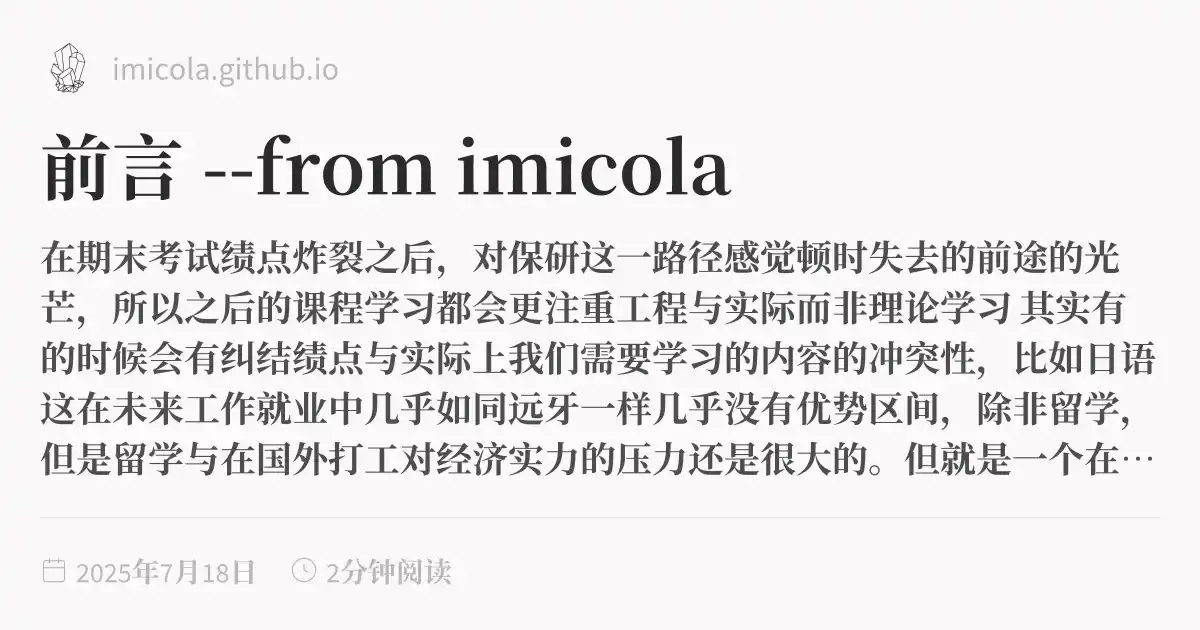 imicola.github.io
前言 --from imicola
在期末考试绩点炸裂之后，对保研这一路径感觉顿时失去的前途的光
芒，所以之后的课程学习都会更注重工程与实际而非理论学习 其实有
的时候会有纠结绩点与实际上我们需要学习的内容的冲突性，比如日语
这在未来工作就业中几乎如同远牙一样几乎没有优势区间，除非留学，
但是留学与在国外打工对经济实力的压力还是很大的。但就是一个在…
2025年7月18日
2分钟阅读